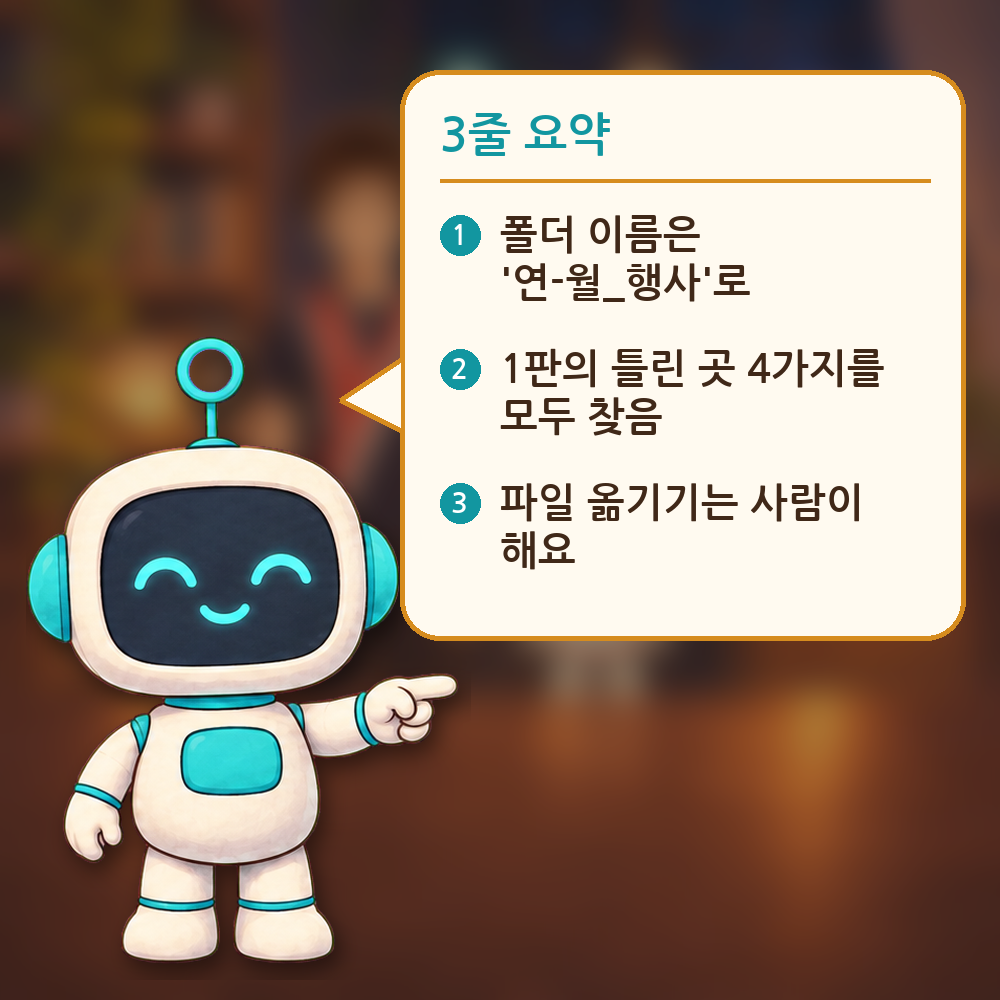 3줄 요약
1 폴더 이름은
'연-월_행사'로
2 1판의 틀린 곳 4가지를
모두 찾음
3 파일 옮기기는 사람이
해요